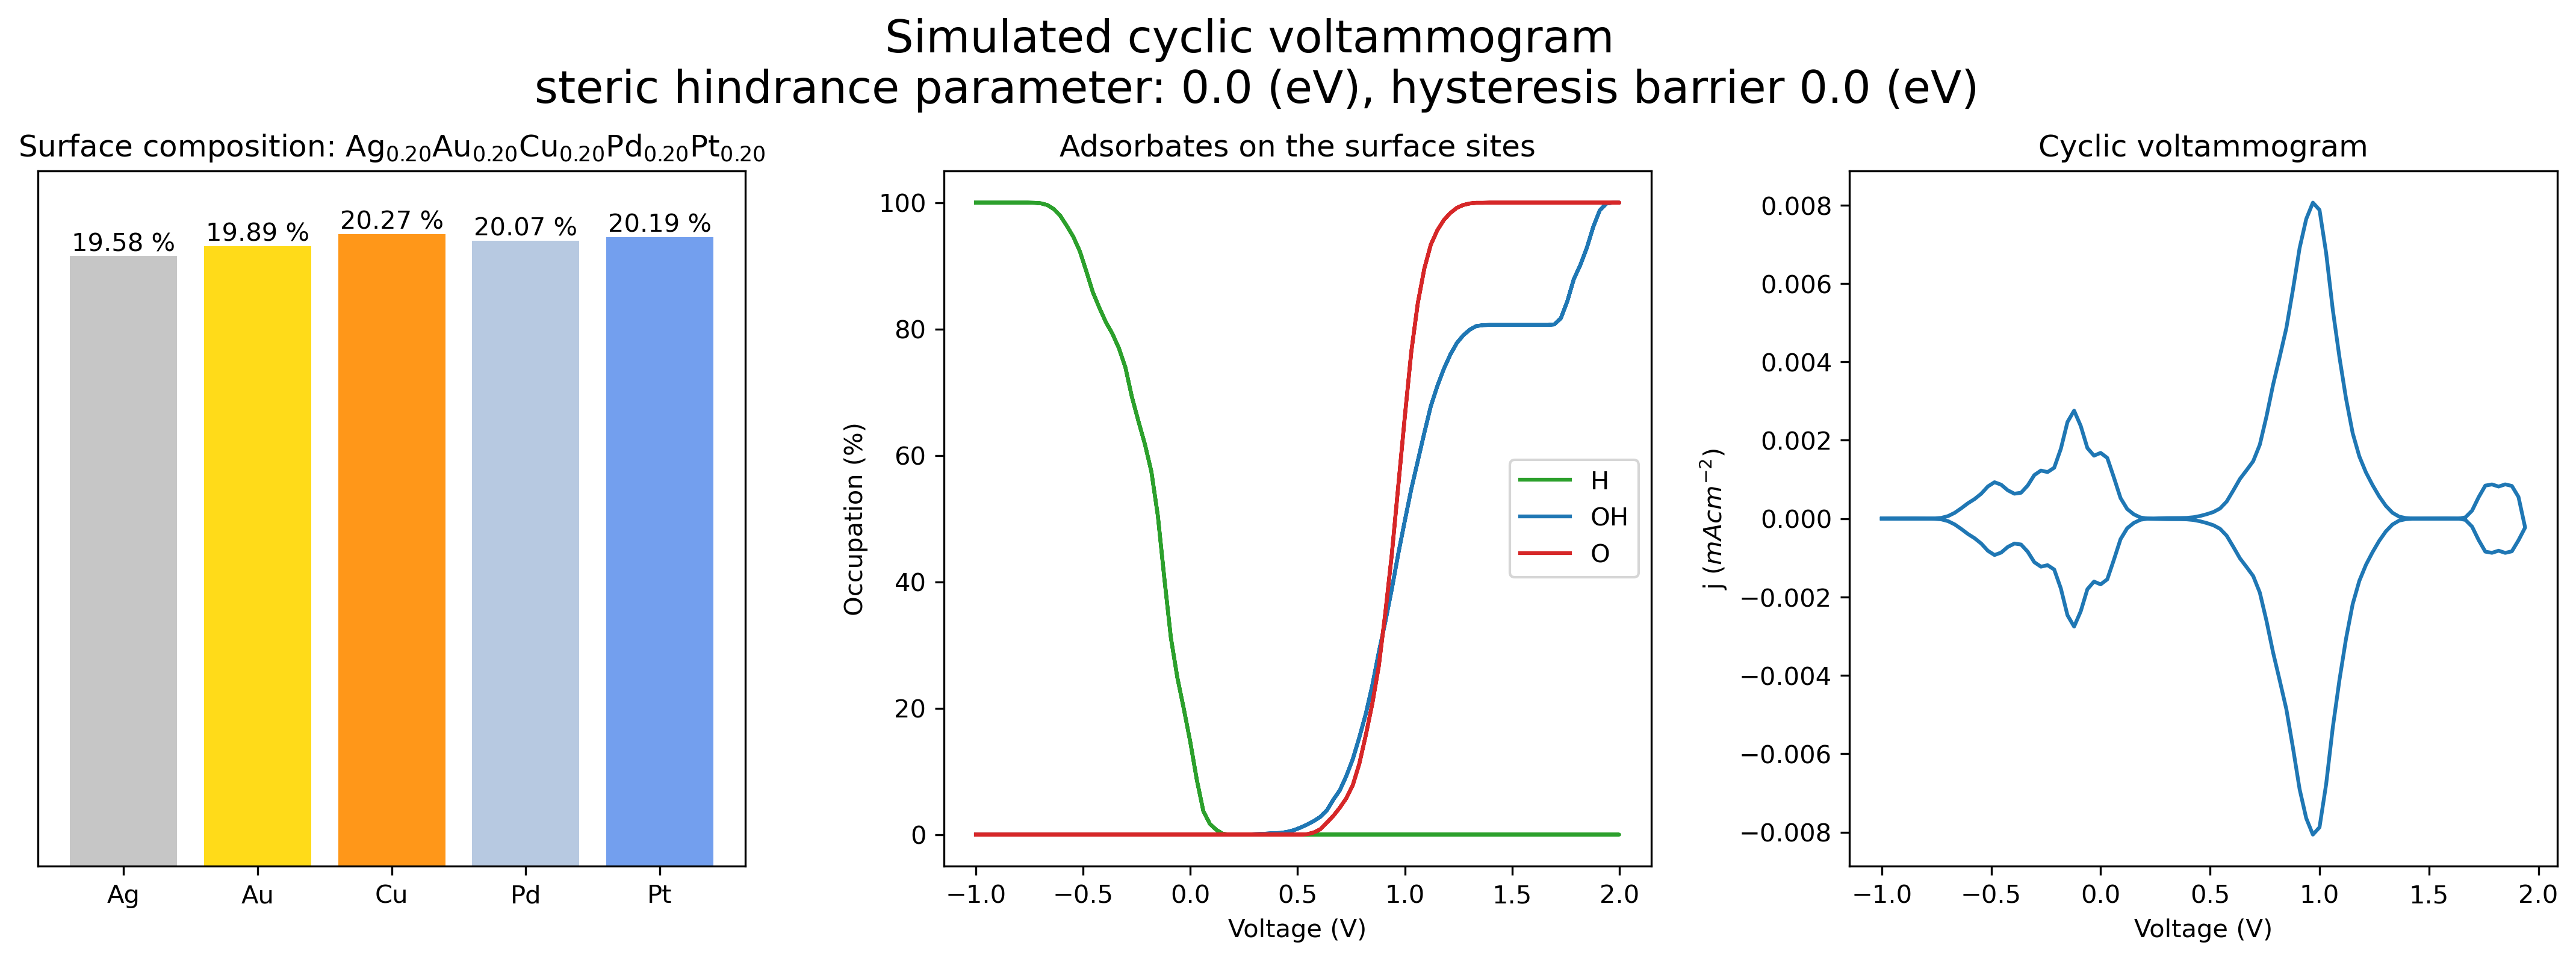 Simulated cyclic voltammogram
steric hindrance parameter: 0.0 (eV), hysteresis barrier 0.0 (eV)
Surface composition: Ag₀.₂₀Au₀.₂₀Cu₀.₂₀Pd₀.₂₀Pt₀.₂₀
19.58 %
19.89 %
20.27 %
20.07 %
20.19 %
Ag
Au
Cu
Pd
Pt
Adsorbates on the surface sites
Occupation (%)
100
80
60
40
20
0
H
OH
O
−1.0
−0.5
0.0
0.5
1.0
1.5
2.0
Voltage (V)
Cyclic voltammogram
j (mAcm⁻²)
0.008
0.006
0.004
0.002
0.000
−0.002
−0.004
−0.006
−0.008
−1.0
−0.5
0.0
0.5
1.0
1.5
2.0
Voltage (V)